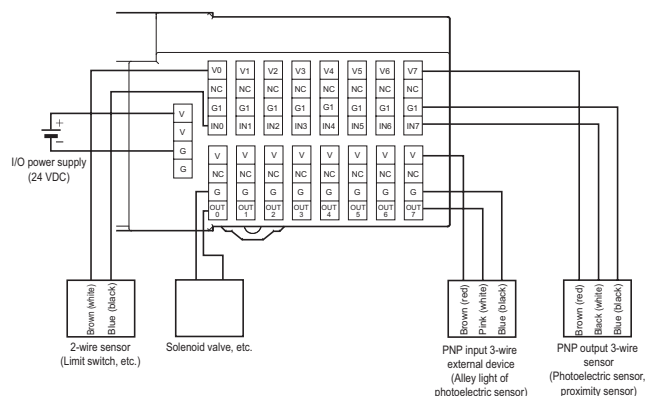 V0 V1 V2 V3 V4 V5 V6 V7
NC NC NC NC NC NC NC NC
G1 G1 G1 G1 G1 G1 G1 G1
IN0 IN1 IN2 IN3 IN4 IN5 IN6 IN7
+
−
V
V
G
G
I/O power supply
(24 VDC)
V V V V V V V V
NC NC NC NC NC NC NC NC
G G G G G G G G
OUT OUT OUT OUT OUT OUT OUT OUT
0 1 2 3 4 5 6 7
Brown (white)
Blue (black)
2-wire sensor
(Limit switch, etc.)
Solenoid valve, etc.
Brown (red)
Pink (white)
Blue (black)
PNP input 3-wire
external device
(Alley light of
photoelectric sensor)
Brown (red)
Black (white)
Blue (black)
PNP output 3-wire
sensor
(Photoelectric sensor,
proximity sensor)